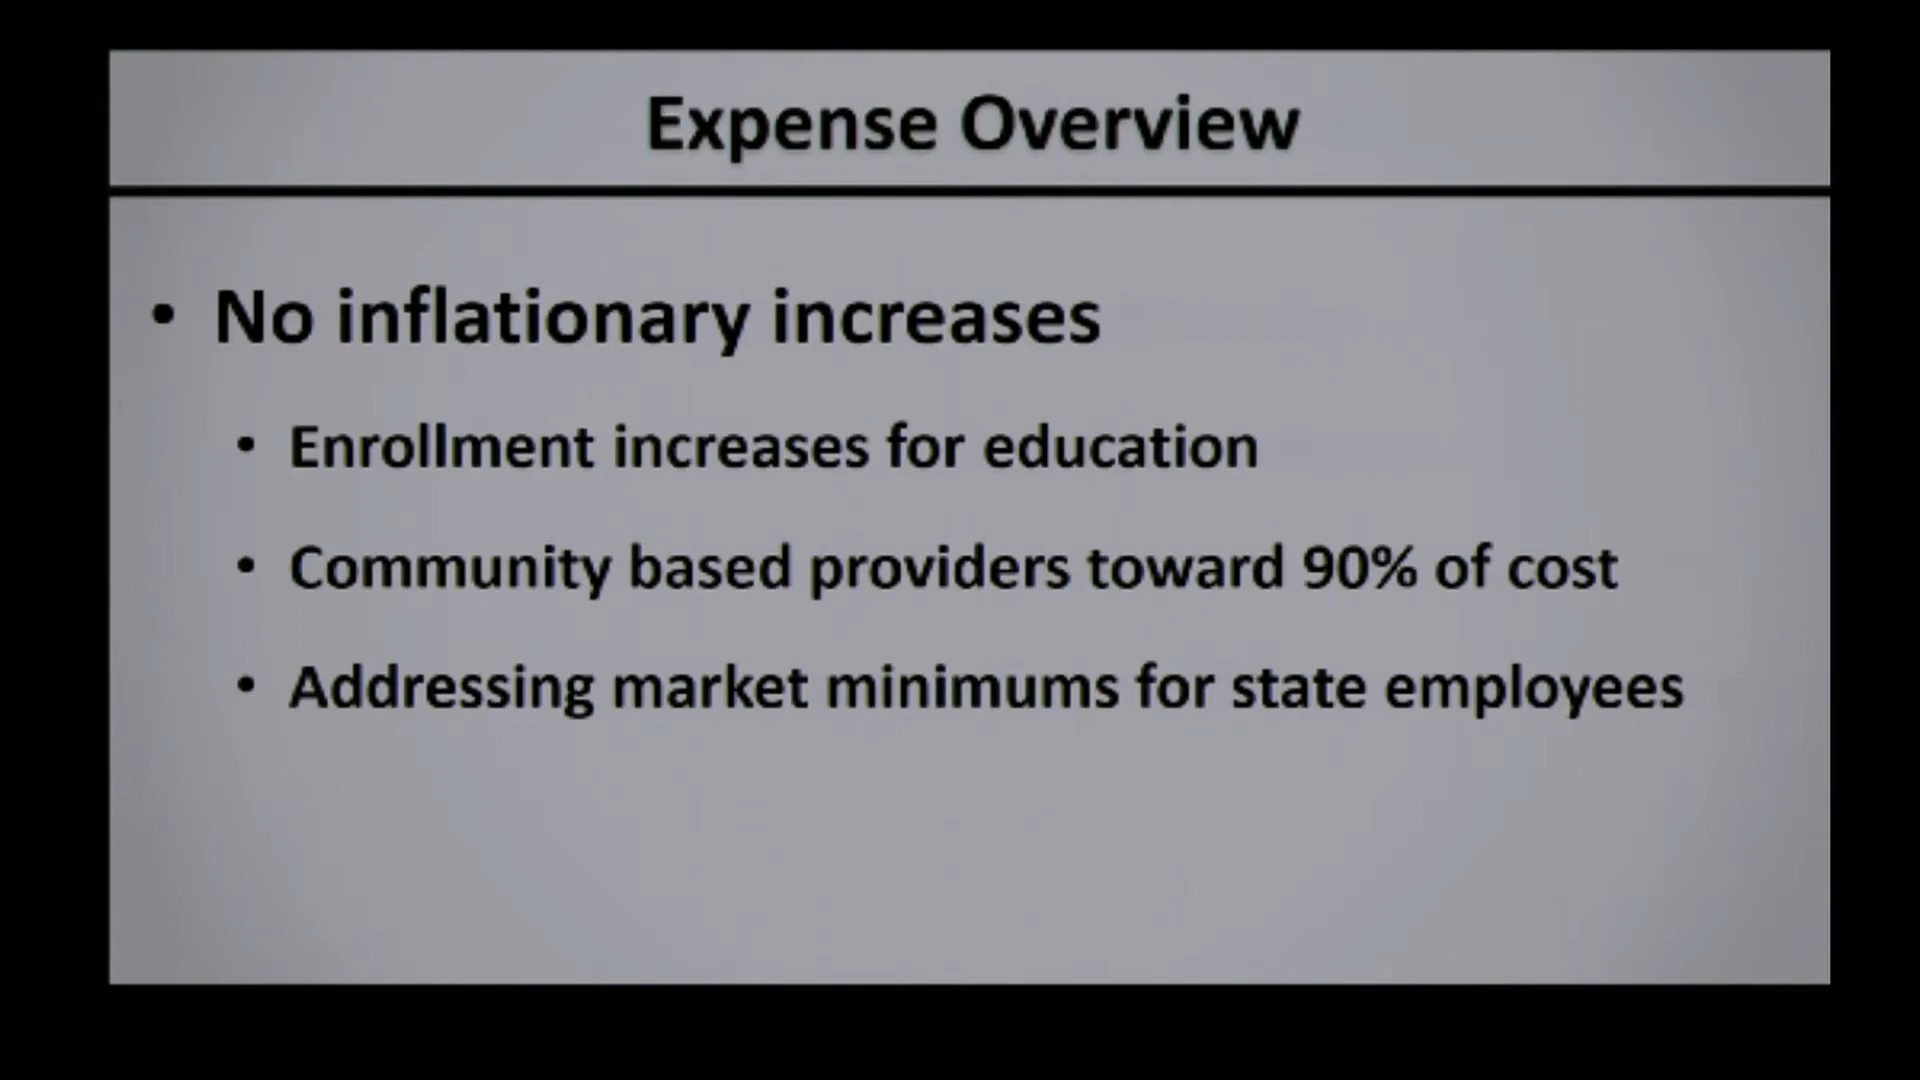 Expense Overview
• No inflationary increases
• Enrollment increases for education
• Community based providers toward 90% of cost
• Addressing market minimums for state employees